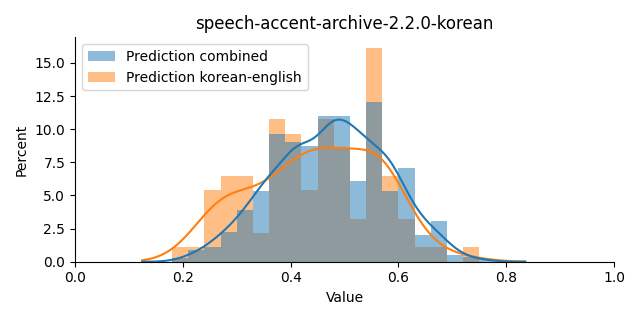 speech-accent-archive-2.2.0-korean
Prediction combined
Prediction korean-english
Percent
15.0
12.5
10.0
7.5
5.0
2.5
0.0
0.0 0.2 0.4 0.6 0.8 1.0
Value